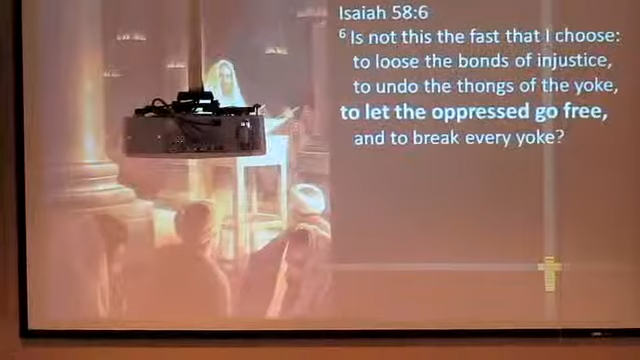 Isaiah 58:6
6 Is not this the fast that I choose:
to loose the bonds of injustice,
to undo the thongs of the yoke,
to let the oppressed go free,
and to break every yoke?